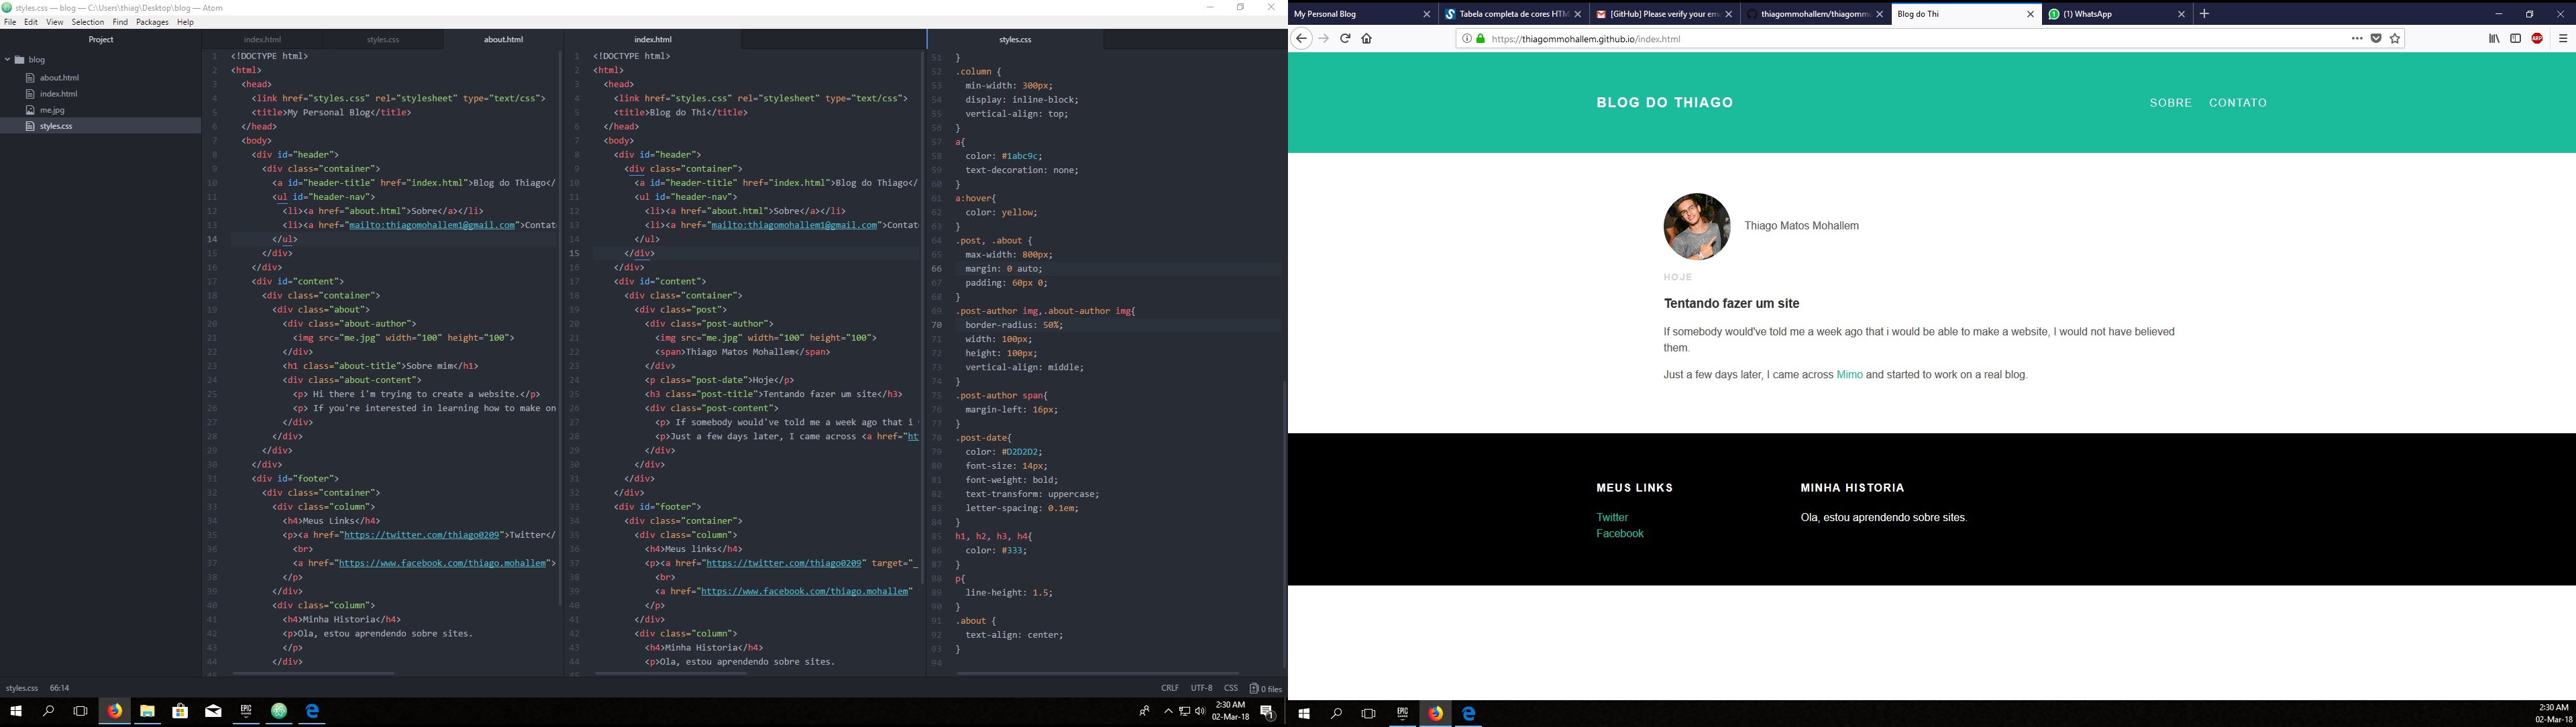 styles.css — blog — C:\Users\thiag\Desktop\blog — Atom
File Edit View Selection Find Packages Help
Project
blog
about.html
index.html
me.jpg
styles.css
index.html styles.css about.html
1 <!DOCTYPE html>
2 <html>
3 <head>
4 <link href="styles.css" rel="stylesheet" type="text/css">
5 <title>My Personal Blog</title>
6 </head>
7 <body>
8 <div id="header">
9 <div class="container">
10 <a id="header-title" href="index.html">Blog do Thiago</
11 <ul id="header-nav">
12 <li><a href="about.html">Sobre</a></li>
13 <li><a href="mailto:thiagomohallem1@gmail.com">Contat
14 </ul>
15 </div>
16 </div>
17 <div id="content">
18 <div class="container">
19 <div class="about">
20 <div class="about-author">
21 <img src="me.jpg" width="100" height="100">
22 </div>
23 <h1 class="about-title">Sobre mim</h1>
24 <div class="about-content">
25 <p> Hi there i'm trying to create a website.</p>
26 <p> If you're interested in learning how to make on
27 </div>
28 </div>
29 </div>
30 </div>
31 <div id="footer">
32 <div class="container">
33 <div class="column">
34 <h4>Meus Links</h4>
35 <p><a href="https://twitter.com/thiago0209">Twitter</
36 <br>
37 <a href="https://www.facebook.com/thiago.mohallem">
38 </p>
39 </div>
40 <div class="column">
41 <h4>Minha Historia</h4>
42 <p>Ola, estou aprendendo sobre sites.
43 </p>
44 </div>
45
index.html
1 <!DOCTYPE html>
2 <html>
3 <head>
4 <link href="styles.css" rel="stylesheet" type="text/css">
5 <title>Blog do Thi</title>
6 </head>
7 <body>
8 <div id="header">
9 <div class="container">
10 <a id="header-title" href="index.html">Blog do Thiago</
11 <ul id="header-nav">
12 <li><a href="about.html">Sobre</a></li>
13 <li><a href="mailto:thiagomohallem1@gmail.com">Contat
14 </ul>
15 </div>
16 </div>
17 <div id="content">
18 <div class="container">
19 <div class="post">
20 <div class="post-author">
21 <img src="me.jpg" width="100" height="100">
22 <span>Thiago Matos Mohallem</span>
23 </div>
24 <p class="post-date">Hoje</p>
25 <h3 class="post-title">Tentando fazer um site</h3>
26 <div class="post-content">
27 <p> If somebody would've told me a week ago that i
28 <p>Just a few days later, I came across <a href="ht
29 </div>
30 </div>
31 </div>
32 </div>
33 <div id="footer">
34 <div class="container">
35 <div class="column">
36 <h4>Meus links</h4>
37 <p><a href="https://twitter.com/thiago0209" target="_
38 <br>
39 <a href="https://www.facebook.com/thiago.mohallem"
40 </p>
41 </div>
42 <div class="column">
43 <h4>Minha Historia</h4>
44 <p>Ola, estou aprendendo sobre sites.
styles.css
51 }
52 .column {
53 min-width: 300px;
54 display: inline-block;
55 vertical-align: top;
56 }
57 a{
58 color: #1abc9c;
59 text-decoration: none;
60 }
61 a:hover{
62 color: yellow;
63 }
64 .post, .about {
65 max-width: 800px;
66 margin: 0 auto;
67 padding: 60px 0;
68 }
69 .post-author img,.about-author img{
70 border-radius: 50%;
71 width: 100px;
72 height: 100px;
73 vertical-align: middle;
74 }
75 .post-author span{
76 margin-left: 16px;
77 }
78 .post-date{
79 color: #D2D2D2;
80 font-size: 14px;
81 font-weight: bold;
82 text-transform: uppercase;
83 letter-spacing: 0.1em;
84 }
85 h1, h2, h3, h4{
86 color: #333;
87 }
88 p{
89 line-height: 1.5;
90 }
91 .about {
92 text-align: center;
93 }
94
styles.css 66:14
CRLF UTF-8 CSS 0 files
EPIC
2:30 AM
02-Mar-18
1
My Personal Blog
Tabela completa de cores HTM
[GitHub] Please verify your em
thiagommohallem/thiagomm
Blog do Thi
(1) WhatsApp
https://thiagommohallem.github.io/index.html
ABP
BLOG DO THIAGO
SOBRE CONTATO
Thiago Matos Mohallem
HOJE
Tentando fazer um site
If somebody would've told me a week ago that i would be able to make a website, I would not have believed
them.
Just a few days later, I came across Mimo and started to work on a real blog.
MEUS LINKS
Twitter
Facebook
MINHA HISTORIA
Ola, estou aprendendo sobre sites.
EPIC
2:30 AM
02-Mar-18